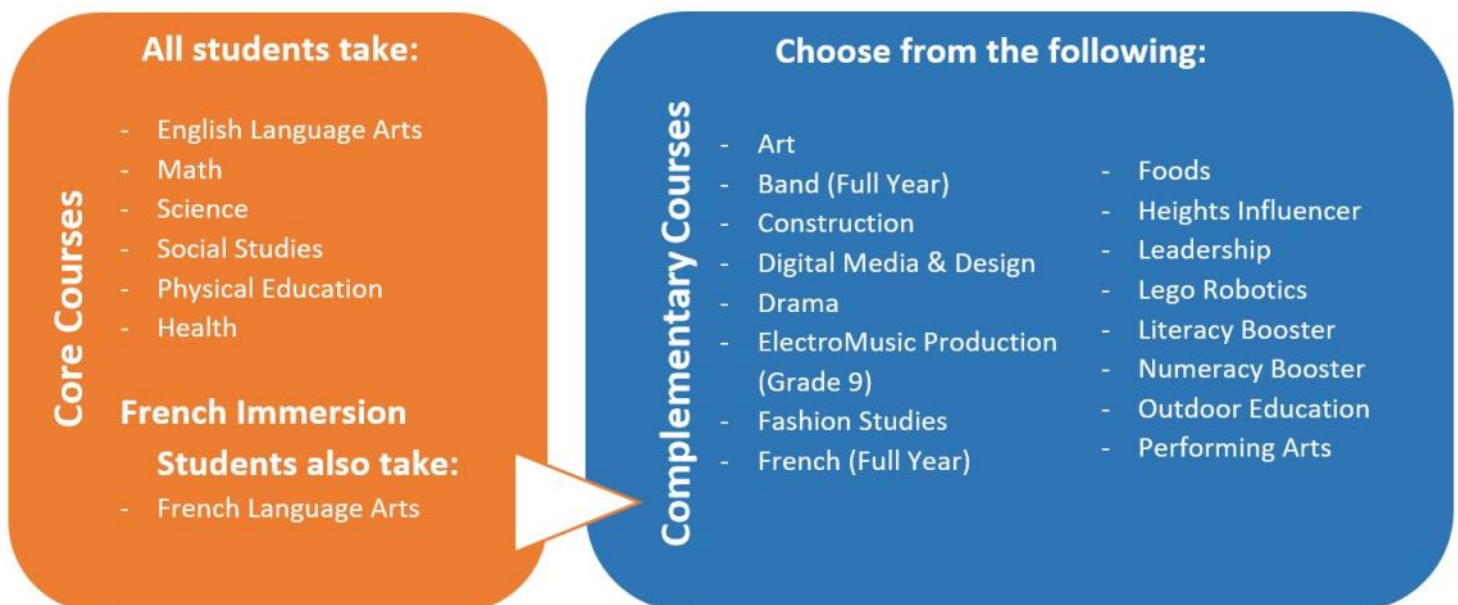 All students take:
Core Courses
- English Language Arts
- Math
- Science
- Social Studies
- Physical Education
- Health
French Immersion
Students also take:
- French Language Arts
Choose from the following:
Complementary Courses
- Art
- Band (Full Year)
- Construction
- Digital Media & Design
- Drama
- ElectroMusic Production
(Grade 9)
- Fashion Studies
- French (Full Year)
- Foods
- Heights Influencer
- Leadership
- Lego Robotics
- Literacy Booster
- Numeracy Booster
- Outdoor Education
- Performing Arts